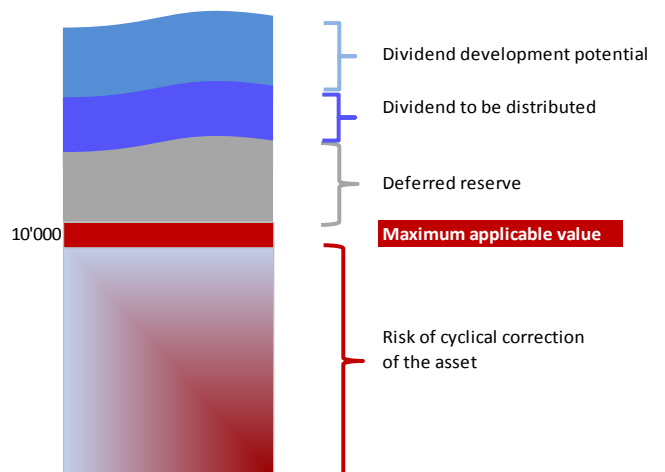 Dividend development potential
Dividend to be distributed
Deferred reserve
10'000
Maximum applicable value
Risk of cyclical correction
of the asset